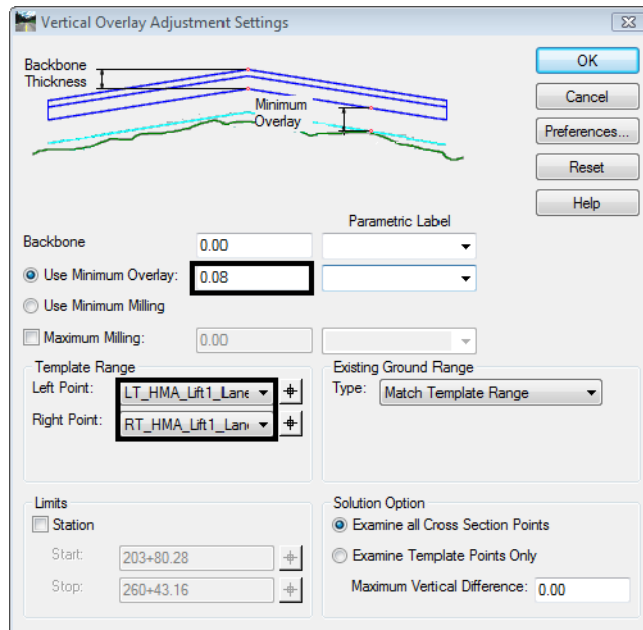 Vertical Overlay Adjustment Settings
Backbone
Thickness
Minimum
Overlay
OK
Cancel
Preferences...
Reset
Help
Parametric Label
Backbone 0.00
Use Minimum Overlay: 0.08
Use Minimum Milling
Maximum Milling: 0.00
Template Range
Left Point: LT_HMA_Lift1_Lane
Right Point: RT_HMA_Lift1_Lan
Existing Ground Range
Type: Match Template Range
Limits
Station
Start: 203+80.28
Stop: 260+43.16
Solution Option
Examine all Cross Section Points
Examine Template Points Only
Maximum Vertical Difference: 0.00